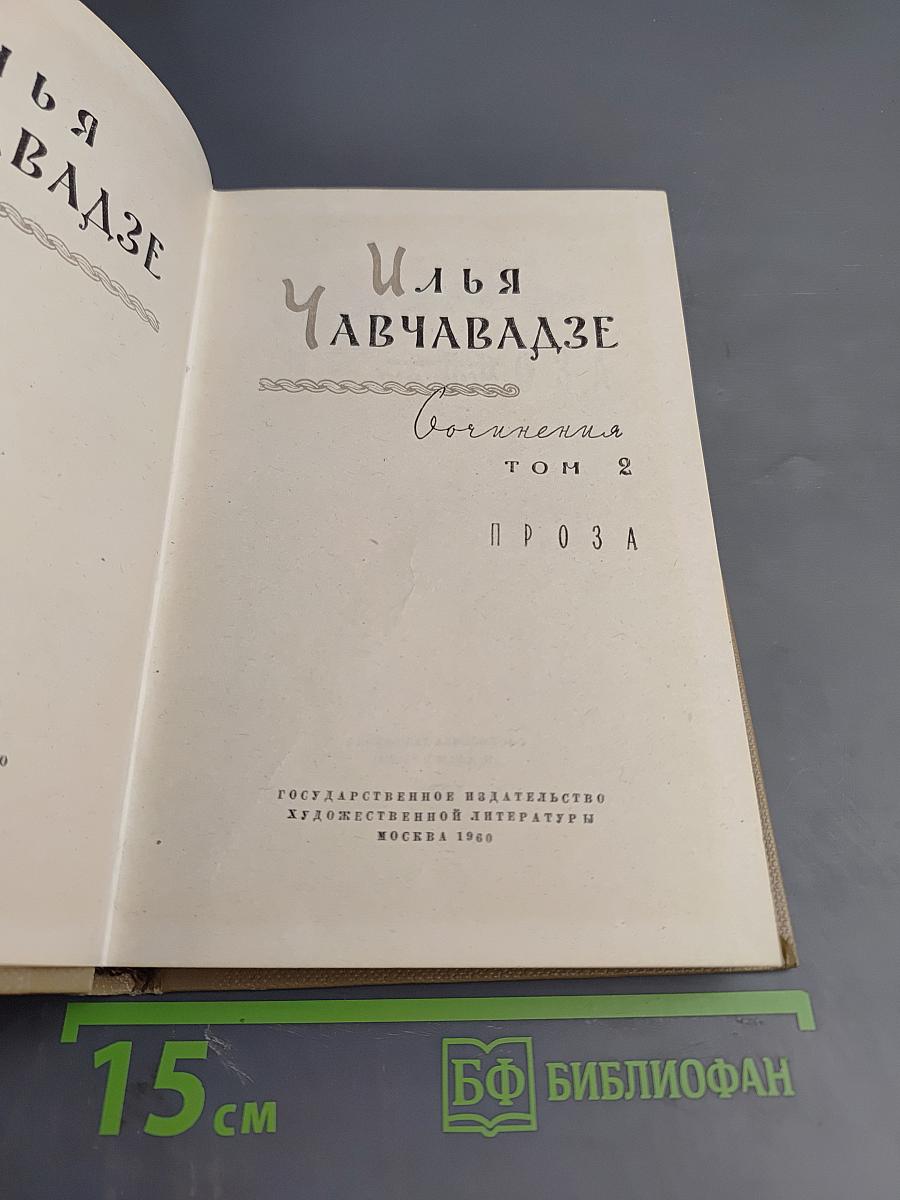 ИЛЬЯ
ЧАВЧАВАДЗЕ
Сочинения
ТОМ 2
ПРОЗА
ГОСУДАРСТВЕННОЕ ИЗДАТЕЛЬСТВО
ХУДОЖЕСТВЕННОЙ ЛИТЕРАТУРЫ
МОСКВА 1960
15 см
БФ БИБЛИОФАН